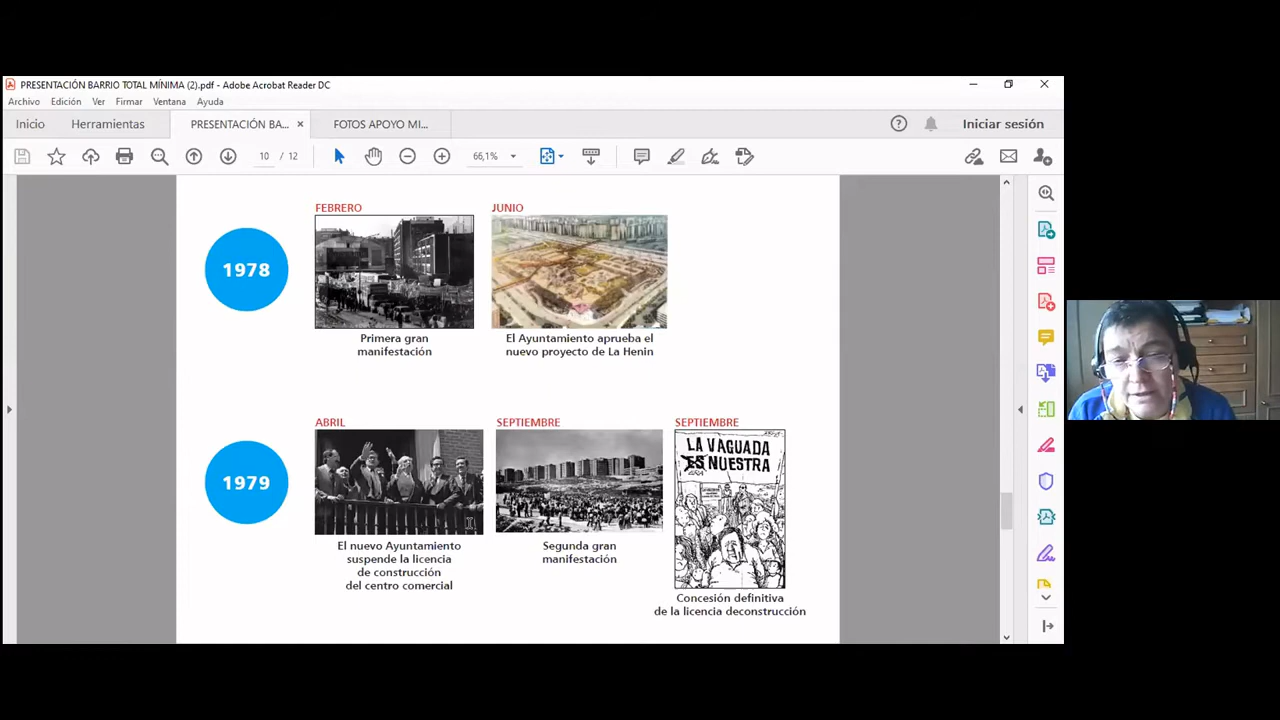 PRESENTACIÓN BARRIO TOTAL MÍNIMA (2).pdf - Adobe Acrobat Reader DC
Archivo Edición Ver Firmar Ventana Ayuda
Inicio Herramientas PRESENTACIÓN BA... × FOTOS APOYO MI... Iniciar sesión
10 / 12 66,1%
FEBRERO JUNIO
1978
Primera gran El Ayuntamiento aprueba el
manifestación nuevo proyecto de La Henin
ABRIL SEPTIEMBRE SEPTIEMBRE
LA VAGUADA
ES NUESTRA
ERA
1979
El nuevo Ayuntamiento Segunda gran
suspende la licencia manifestación
de construcción
del centro comercial
Concesión definitiva
de la licencia deconstrucción